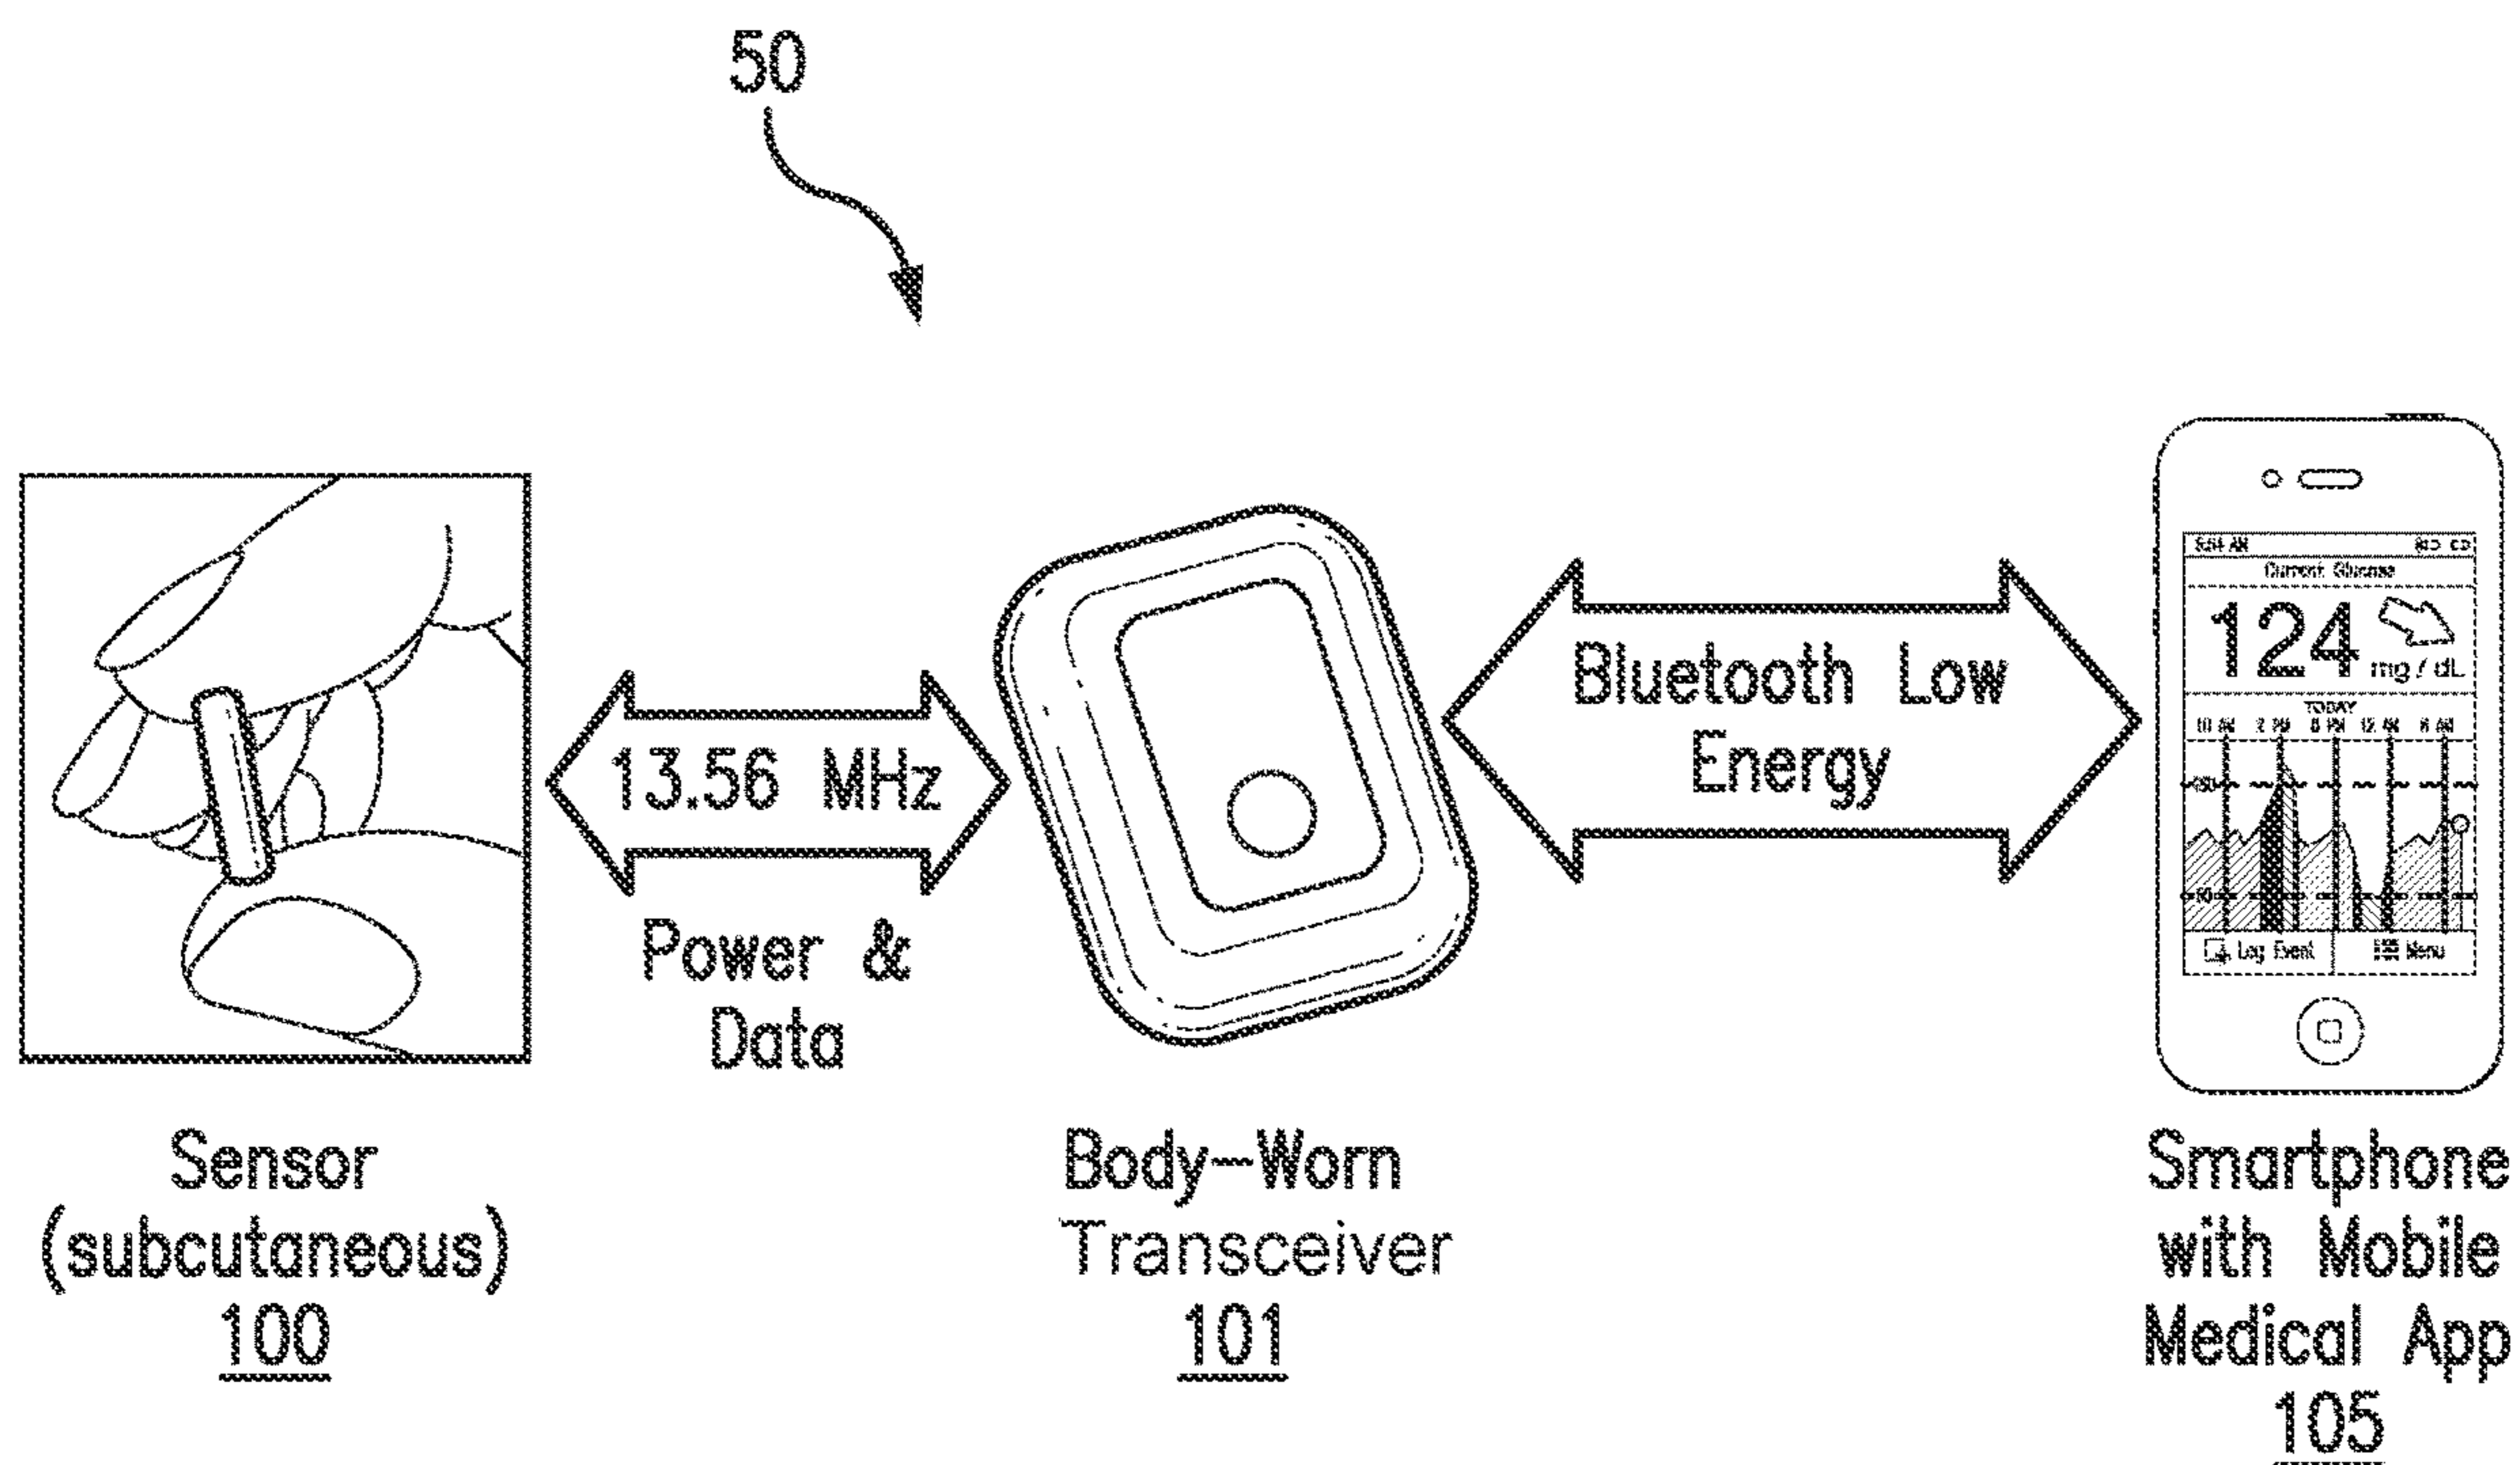 50
13.56 MHz
Power &
Data
Bluetooth Low
Energy
Current Glucose
124
mg / dL
TODAY
Log Event
Menu
Sensor
(subcutaneous)
100
Body-Worn
Transceiver
101
Smartphone
with Mobile
Medical App
105